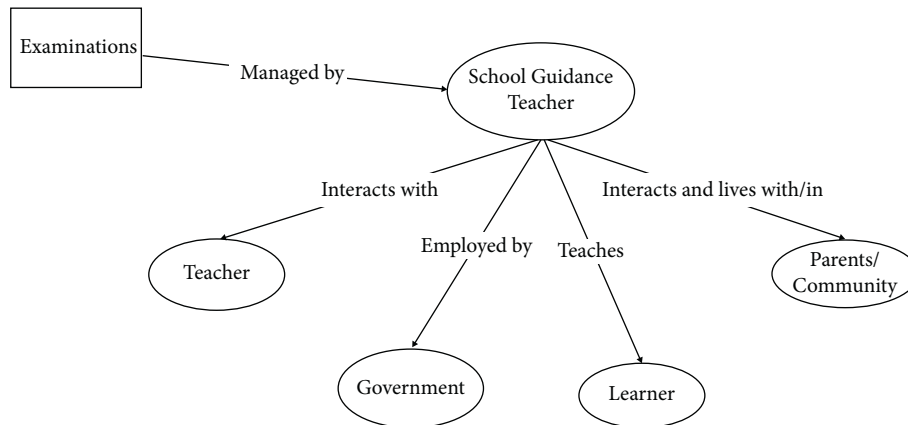 Examinations
Managed by
School Guidance
Teacher
Interacts with
Interacts and lives with/in
Employed by
Teaches
Teacher
Parents/
Community
Government
Learner